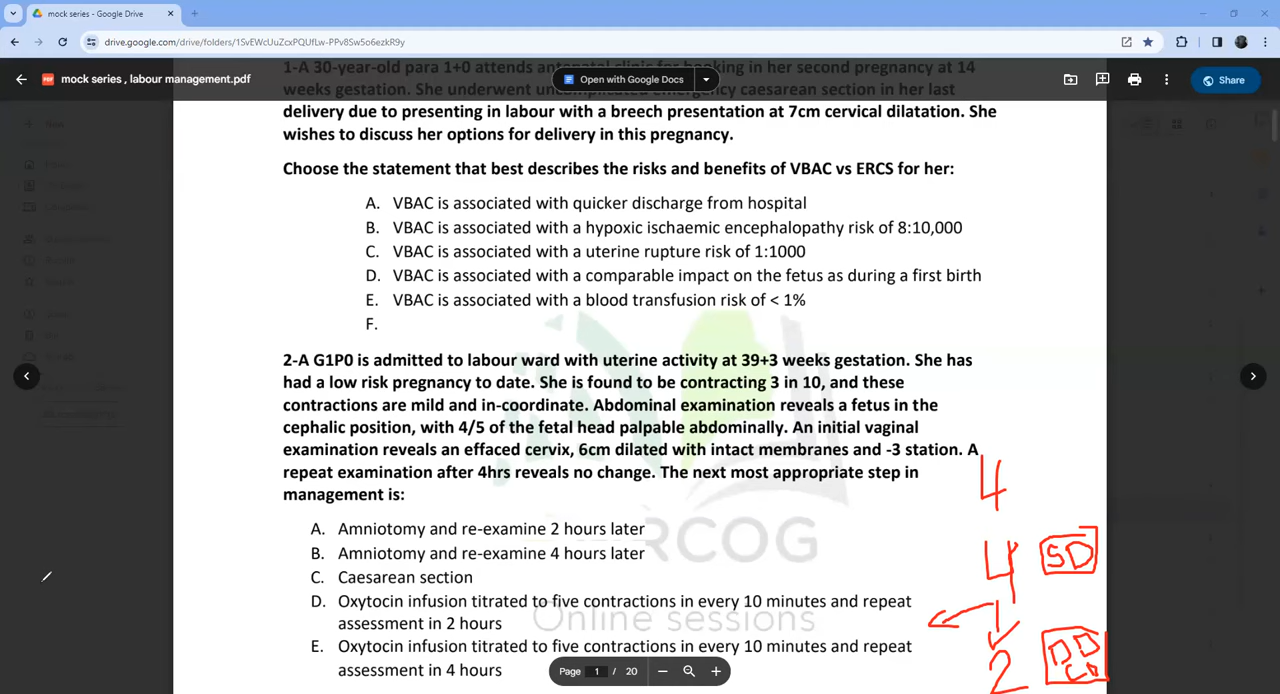 mock series - Google Drive
drive.google.com/drive/folders/1SvEWcUuZcxPQUfLw-PPv8Sw5o6ezkR9y
mock series , labour management.pdf
Open with Google Docs
Share
1-A 30-year-old para 1+0 attends antenatal clinic for booking in her second pregnancy at 14
weeks gestation. She underwent uncomplicated emergency caesarean section in her last
delivery due to presenting in labour with a breech presentation at 7cm cervical dilatation. She
wishes to discuss her options for delivery in this pregnancy.
Choose the statement that best describes the risks and benefits of VBAC vs ERCS for her:
A. VBAC is associated with quicker discharge from hospital
B. VBAC is associated with a hypoxic ischaemic encephalopathy risk of 8:10,000
C. VBAC is associated with a uterine rupture risk of 1:1000
D. VBAC is associated with a comparable impact on the fetus as during a first birth
E. VBAC is associated with a blood transfusion risk of < 1%
F.
2-A G1P0 is admitted to labour ward with uterine activity at 39+3 weeks gestation. She has
had a low risk pregnancy to date. She is found to be contracting 3 in 10, and these
contractions are mild and in-coordinate. Abdominal examination reveals a fetus in the
cephalic position, with 4/5 of the fetal head palpable abdominally. An initial vaginal
examination reveals an effaced cervix, 6cm dilated with intact membranes and -3 station. A
repeat examination after 4hrs reveals no change. The next most appropriate step in
management is:
4
A. Amniotomy and re-examine 2 hours later
RCOG
B. Amniotomy and re-examine 4 hours later
4 SD
C. Caesarean section
D. Oxytocin infusion titrated to five contractions in every 10 minutes and repeat
assessment in 2 hours
Online sessions
E. Oxytocin infusion titrated to five contractions in every 10 minutes and repeat
assessment in 4 hours
2
Page 1 / 20